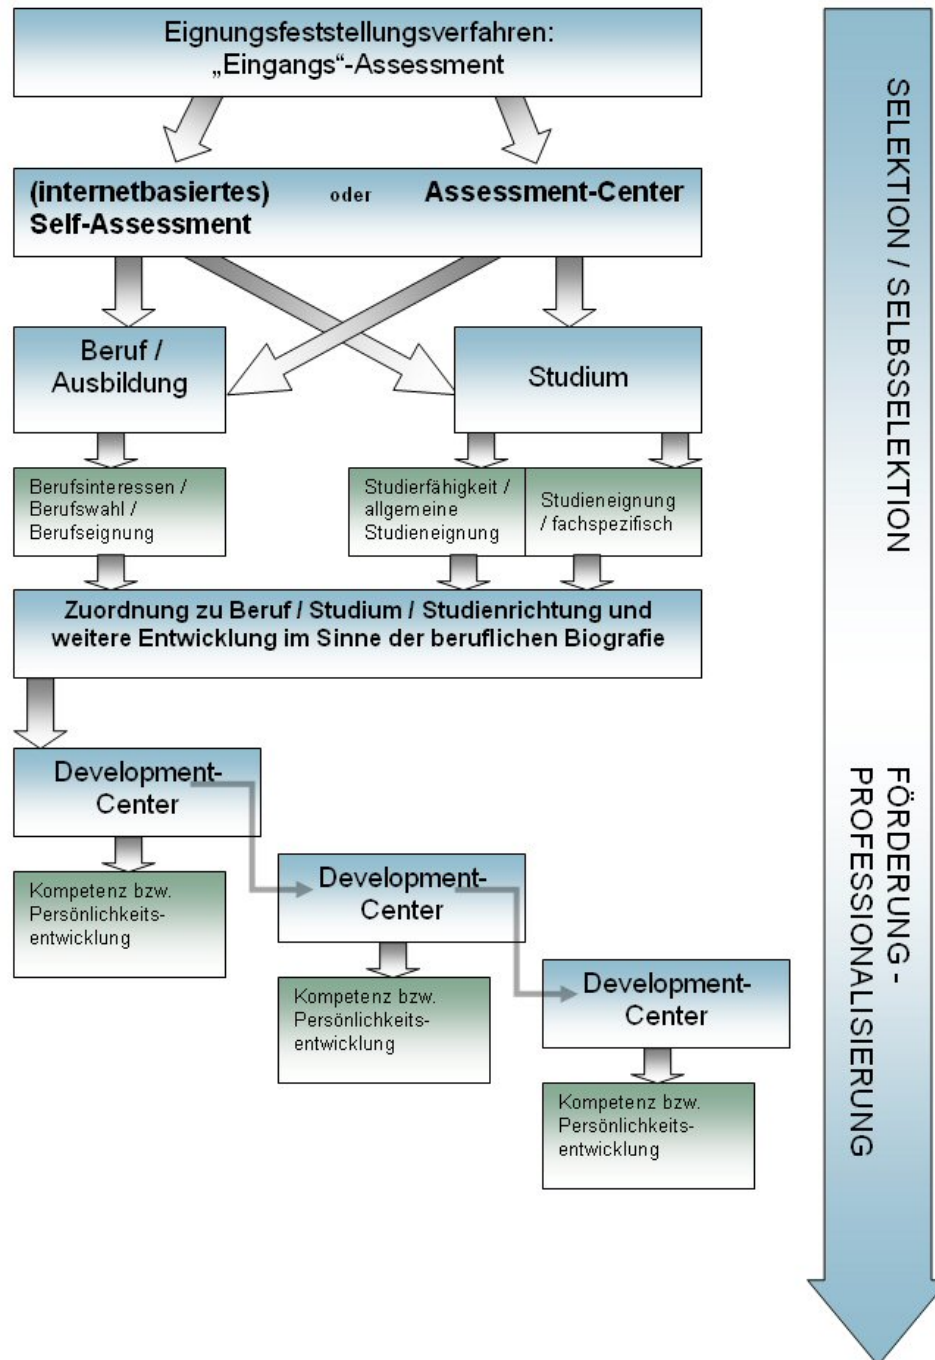 Eignungsfeststellungsverfahren:
„Eingangs“-Assessment
(internetbasiertes) oder Assessment-Center
Self-Assessment
Beruf /
Ausbildung
Studium
Berufsinteressen /
Berufswahl /
Berufseignung
Studierfähigkeit /
allgemeine
Studieneignung
Studieneignung
/ fachspezifisch
Zuordnung zu Beruf / Studium / Studienrichtung und
weitere Entwicklung im Sinne der beruflichen Biografie
Development-
Center
Kompetenz bzw.
Persönlichkeits-
entwicklung
Development-
Center
Kompetenz bzw.
Persönlichkeits-
entwicklung
Development-
Center
Kompetenz bzw.
Persönlichkeits-
entwicklung
SELEKTION / SELBSSELEKTION
FÖRDERUNG -
PROFESSIONALISIERUNG